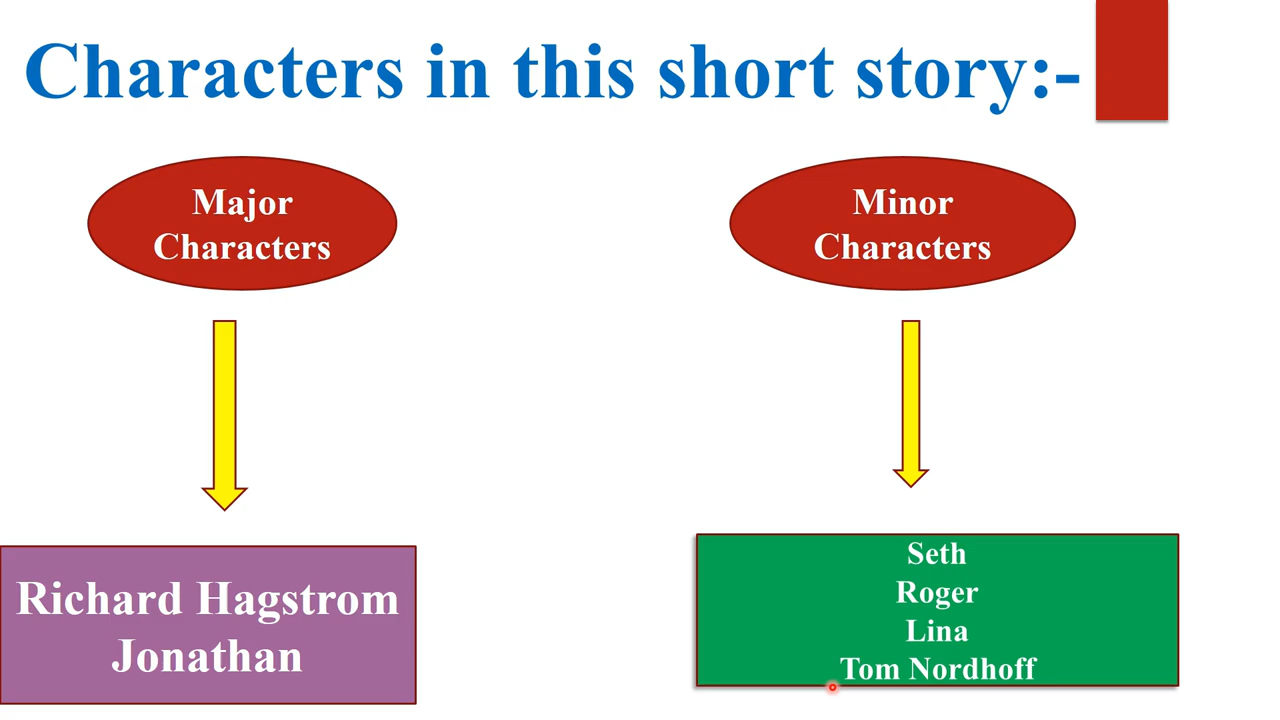 Characters in this short story:-
Major
Characters
Minor
Characters
Richard Hagstrom
Jonathan
Seth
Roger
Lina
Tom Nordhoff